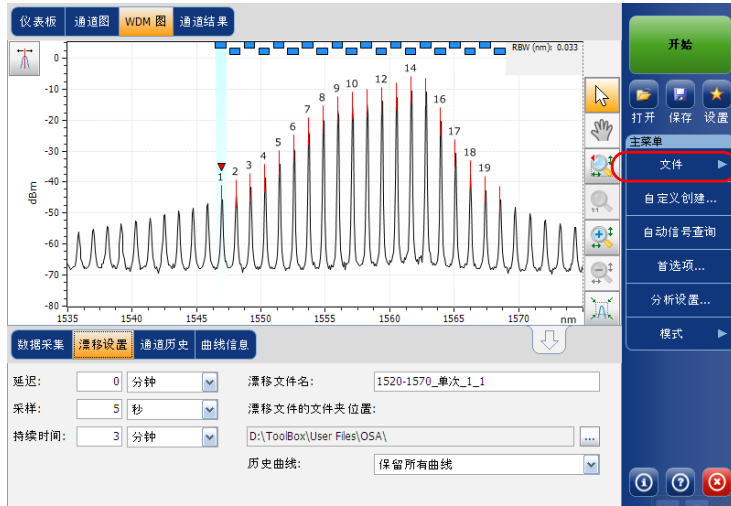 仪表板 通道图 WDM 图 通道结果
RBW (nm): 0.033
0
-10
-20
-30
-40
-50
-60
-70
-80
dBm
1 2 3 4 5 6 7 8 9 10 12 14 16 17 18 19
1535 1540 1545 1550 1555 1560 1565 1570 nm
1:1
开始
打开 保存 设置
主菜单
文件
自定义创建...
自动信号查询
首选项...
分析设置...
模式
数据采集 漂移设置 通道历史 曲线信息
延迟: 0 分钟 漂移文件名: 1520-1570_单次_1_1
采样: 5 秒 漂移文件的文件夹位置:
持续时间: 3 分钟 D:\ToolBox\User Files\OSA\ ...
历史曲线: 保留所有曲线